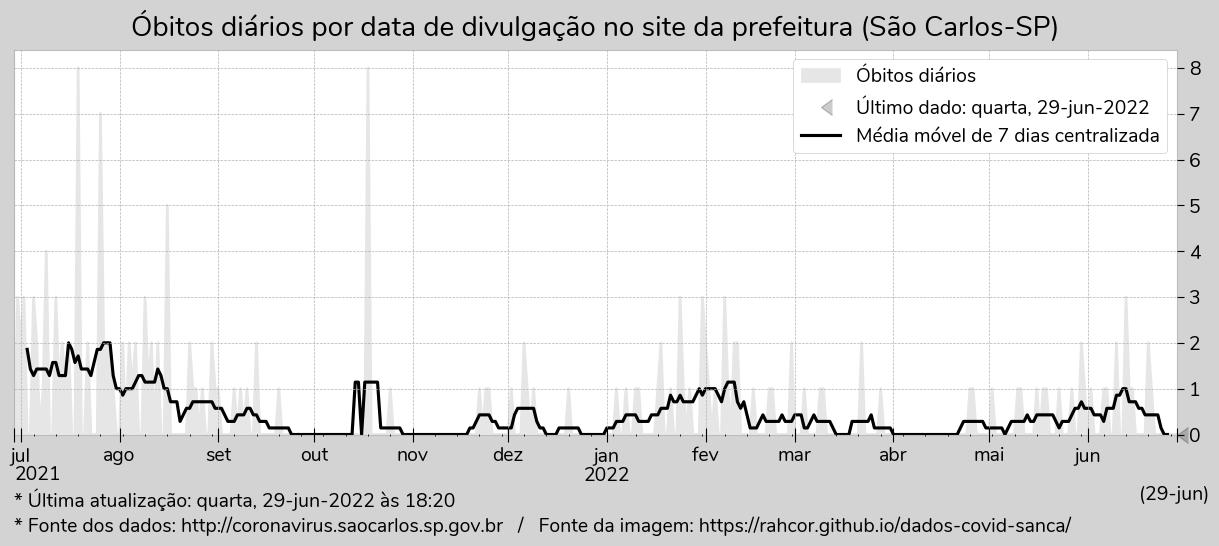 Óbitos diários por data de divulgação no site da prefeitura (São Carlos-SP)
Óbitos diários
Último dado: quarta, 29-jun-2022
Média móvel de 7 dias centralizada
8
7
6
5
4
3
2
1
0
jul ago set out nov dez jan fev mar abr mai jun
2021 2022
(29-jun)
* Última atualização: quarta, 29-jun-2022 às 18:20
* Fonte dos dados: http://coronavirus.saocarlos.sp.gov.br / Fonte da imagem: https://rahcor.github.io/dados-covid-sanca/